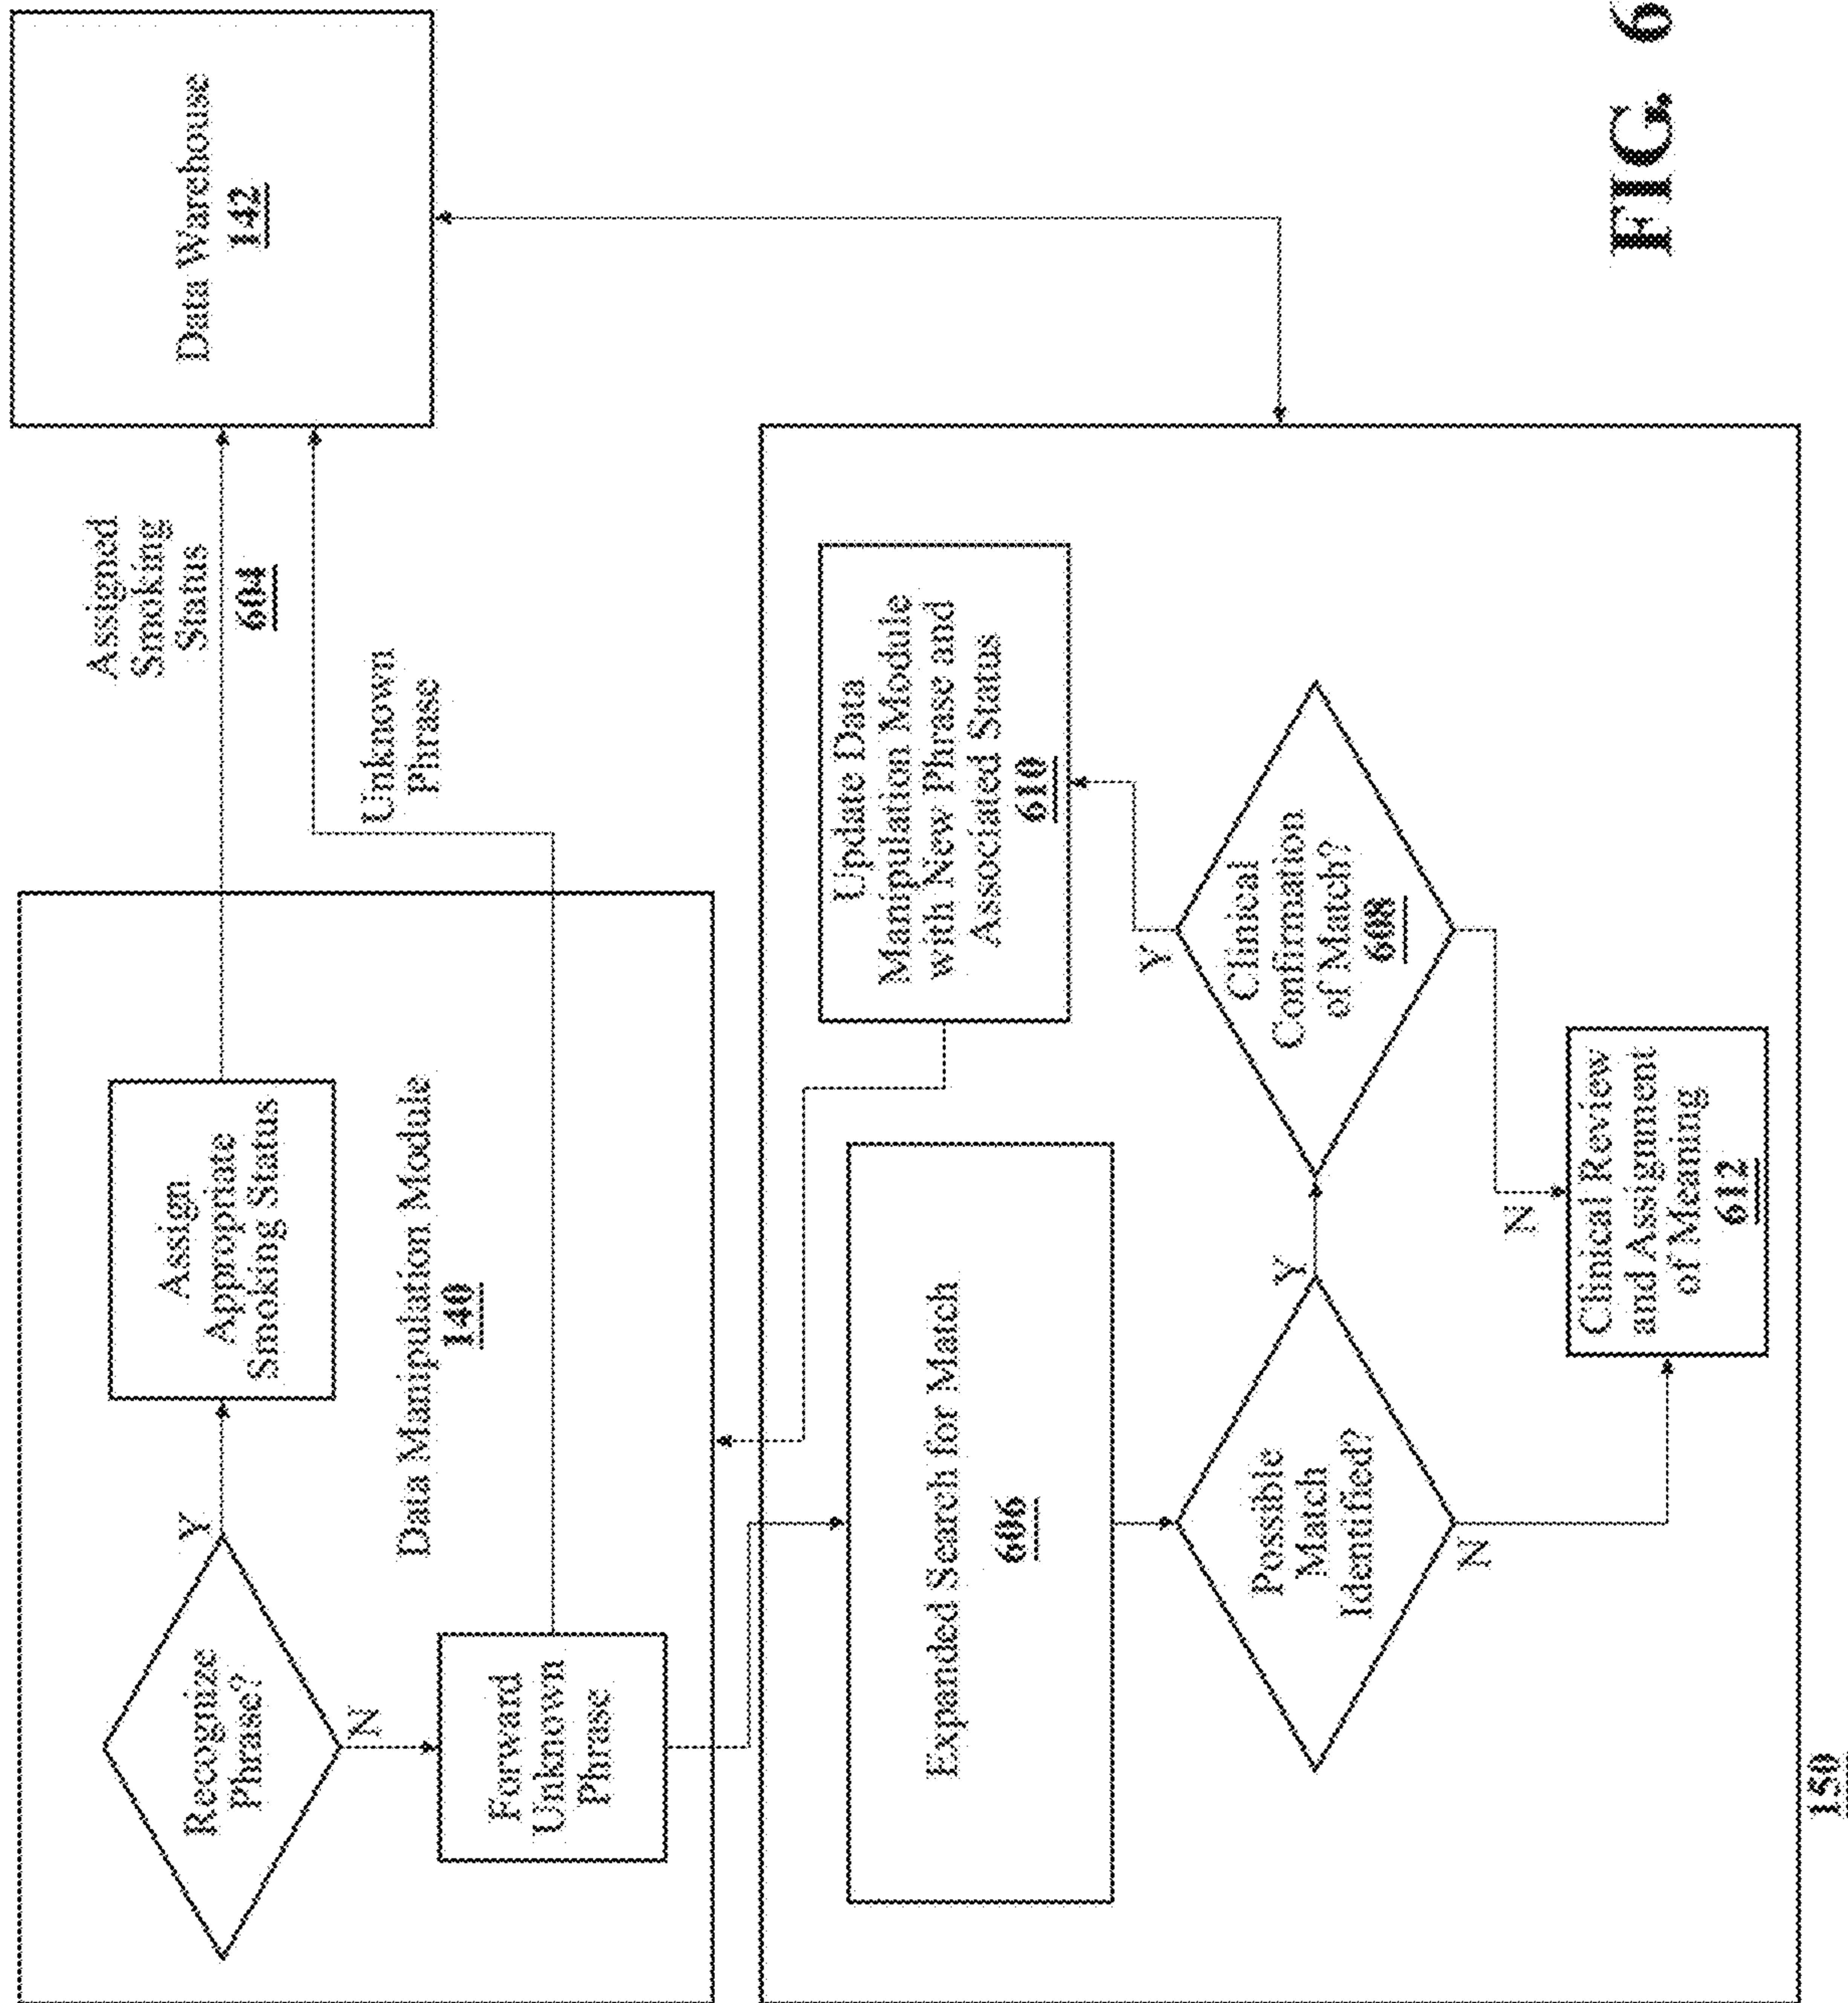 Recognize
Phrase?
Y
N
Assign
Appropriate
Smoking Status
Data Manipulation Module
140
Forward
Unknown
Phrase
Assigned
Smoking
Status
604
Unknown
Phrase
Data Warehouse
142
Expanded Search for Match
606
Possible
Match
Identified?
Y
N
Clinical
Confirmation
of Match?
608
Y
N
Update Data
Manipulation Module
with New Phrase and
Associated Status
610
Clinical Review
and Assignment
of Meaning
612
150
FIG. 6